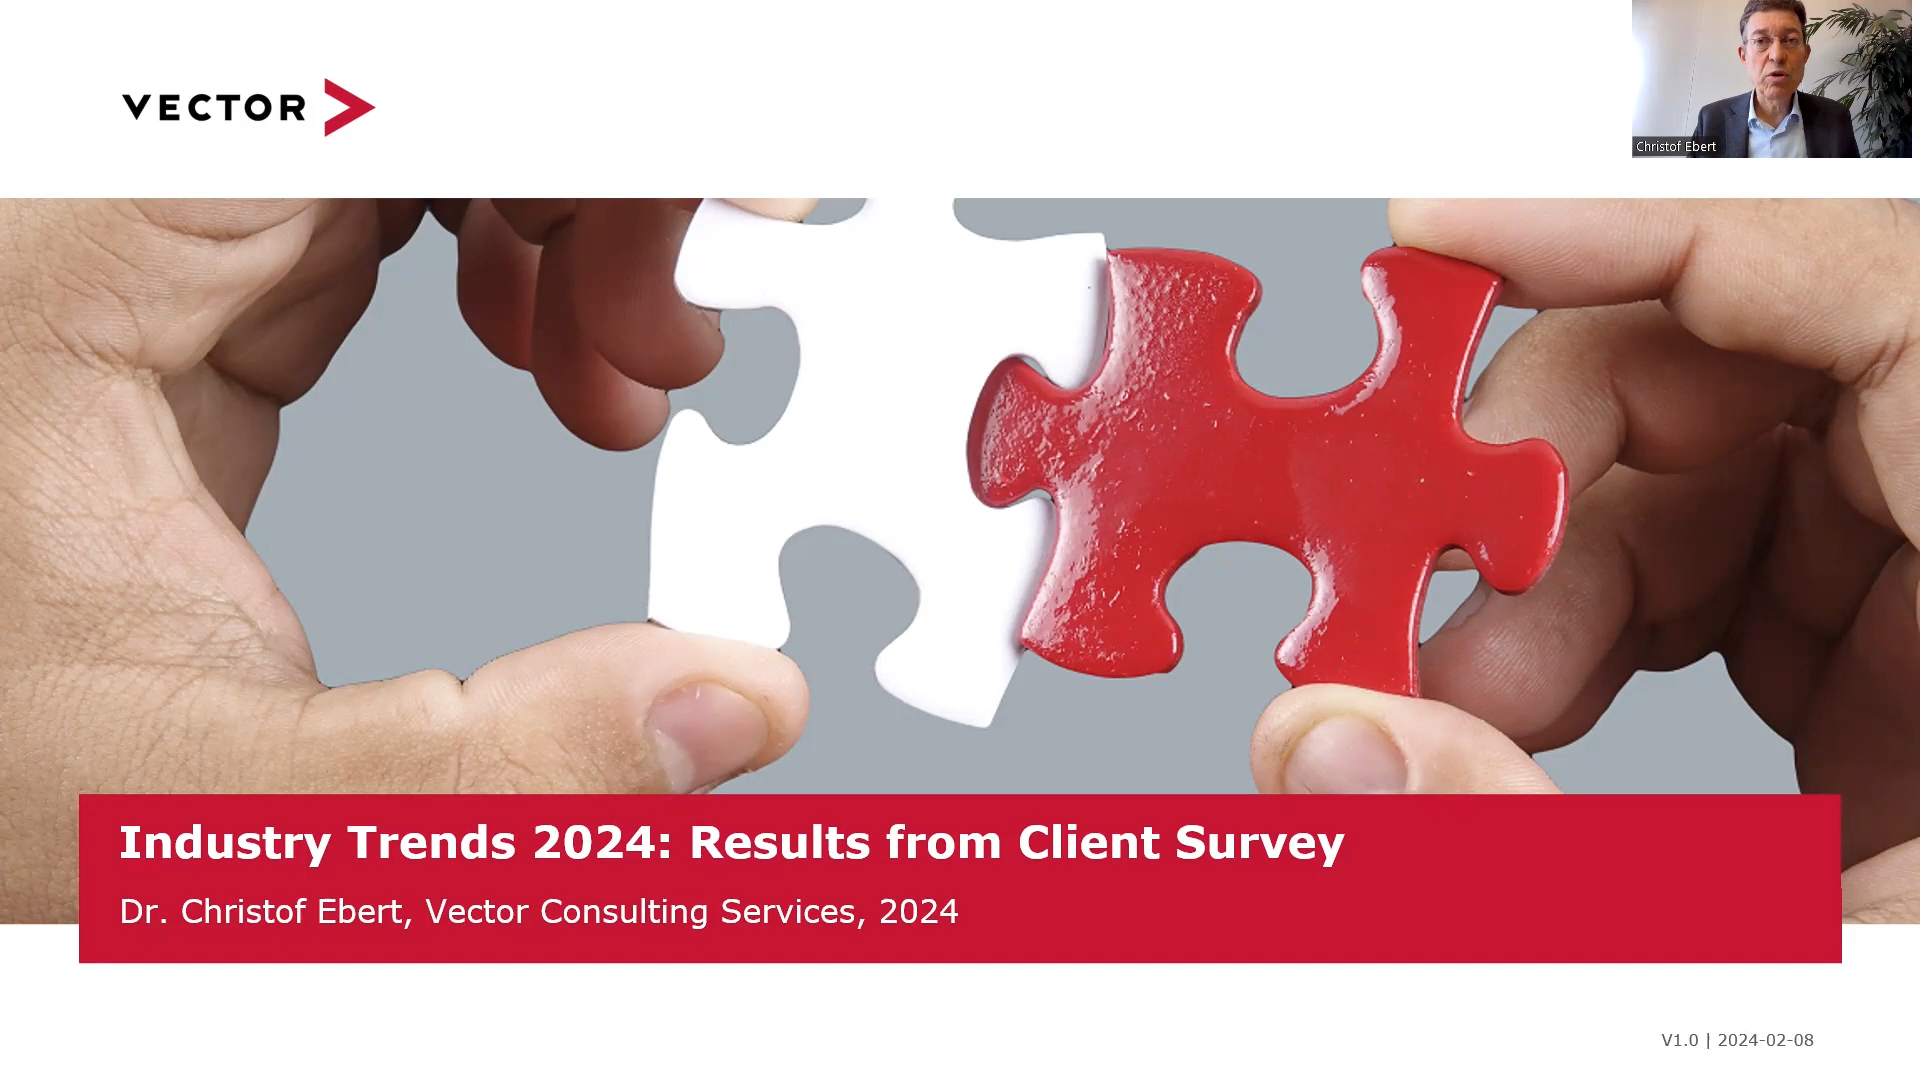 VECTOR
Christof Ebert
Industry Trends 2024: Results from Client Survey
Dr. Christof Ebert, Vector Consulting Services, 2024
V1.0 | 2024-02-08